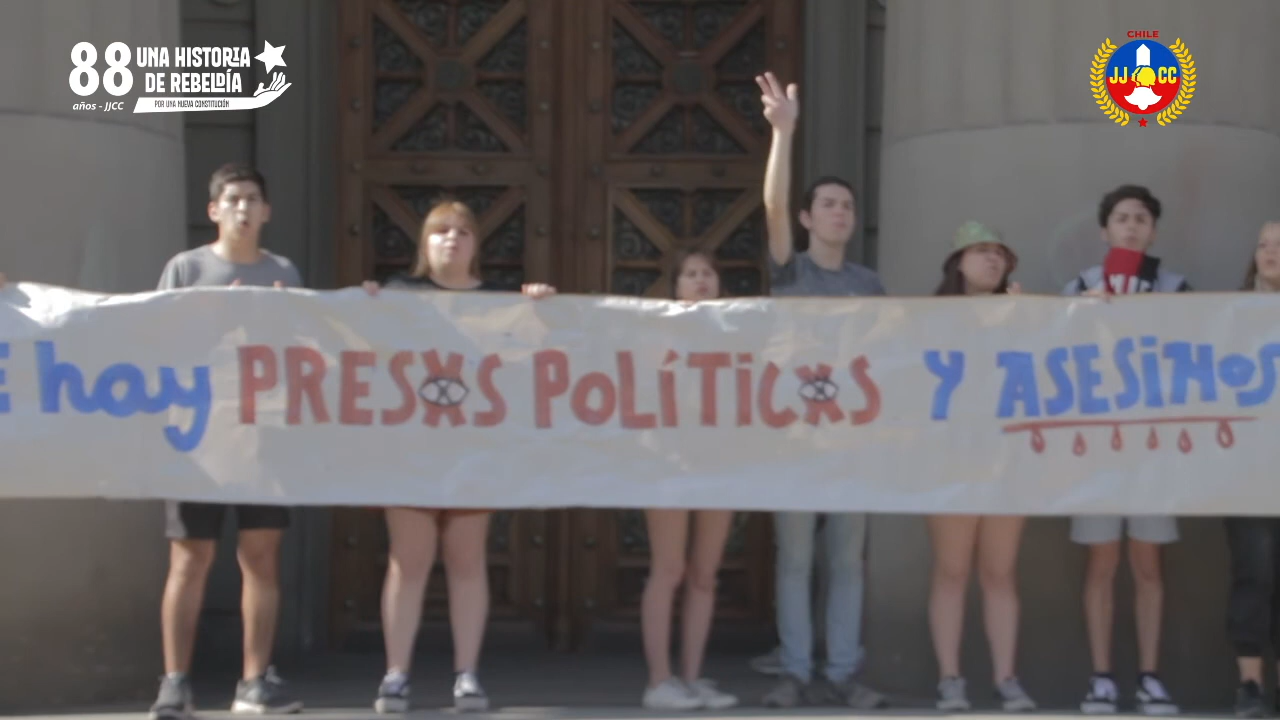 88 UNA HISTORIA
DE REBELDÍA
años - JJCC
POR UNA NUEVA CONSTITUCIÓN
CHILE
JJ CC
E hay PRESXS POLÍTICXS Y ASESINOS